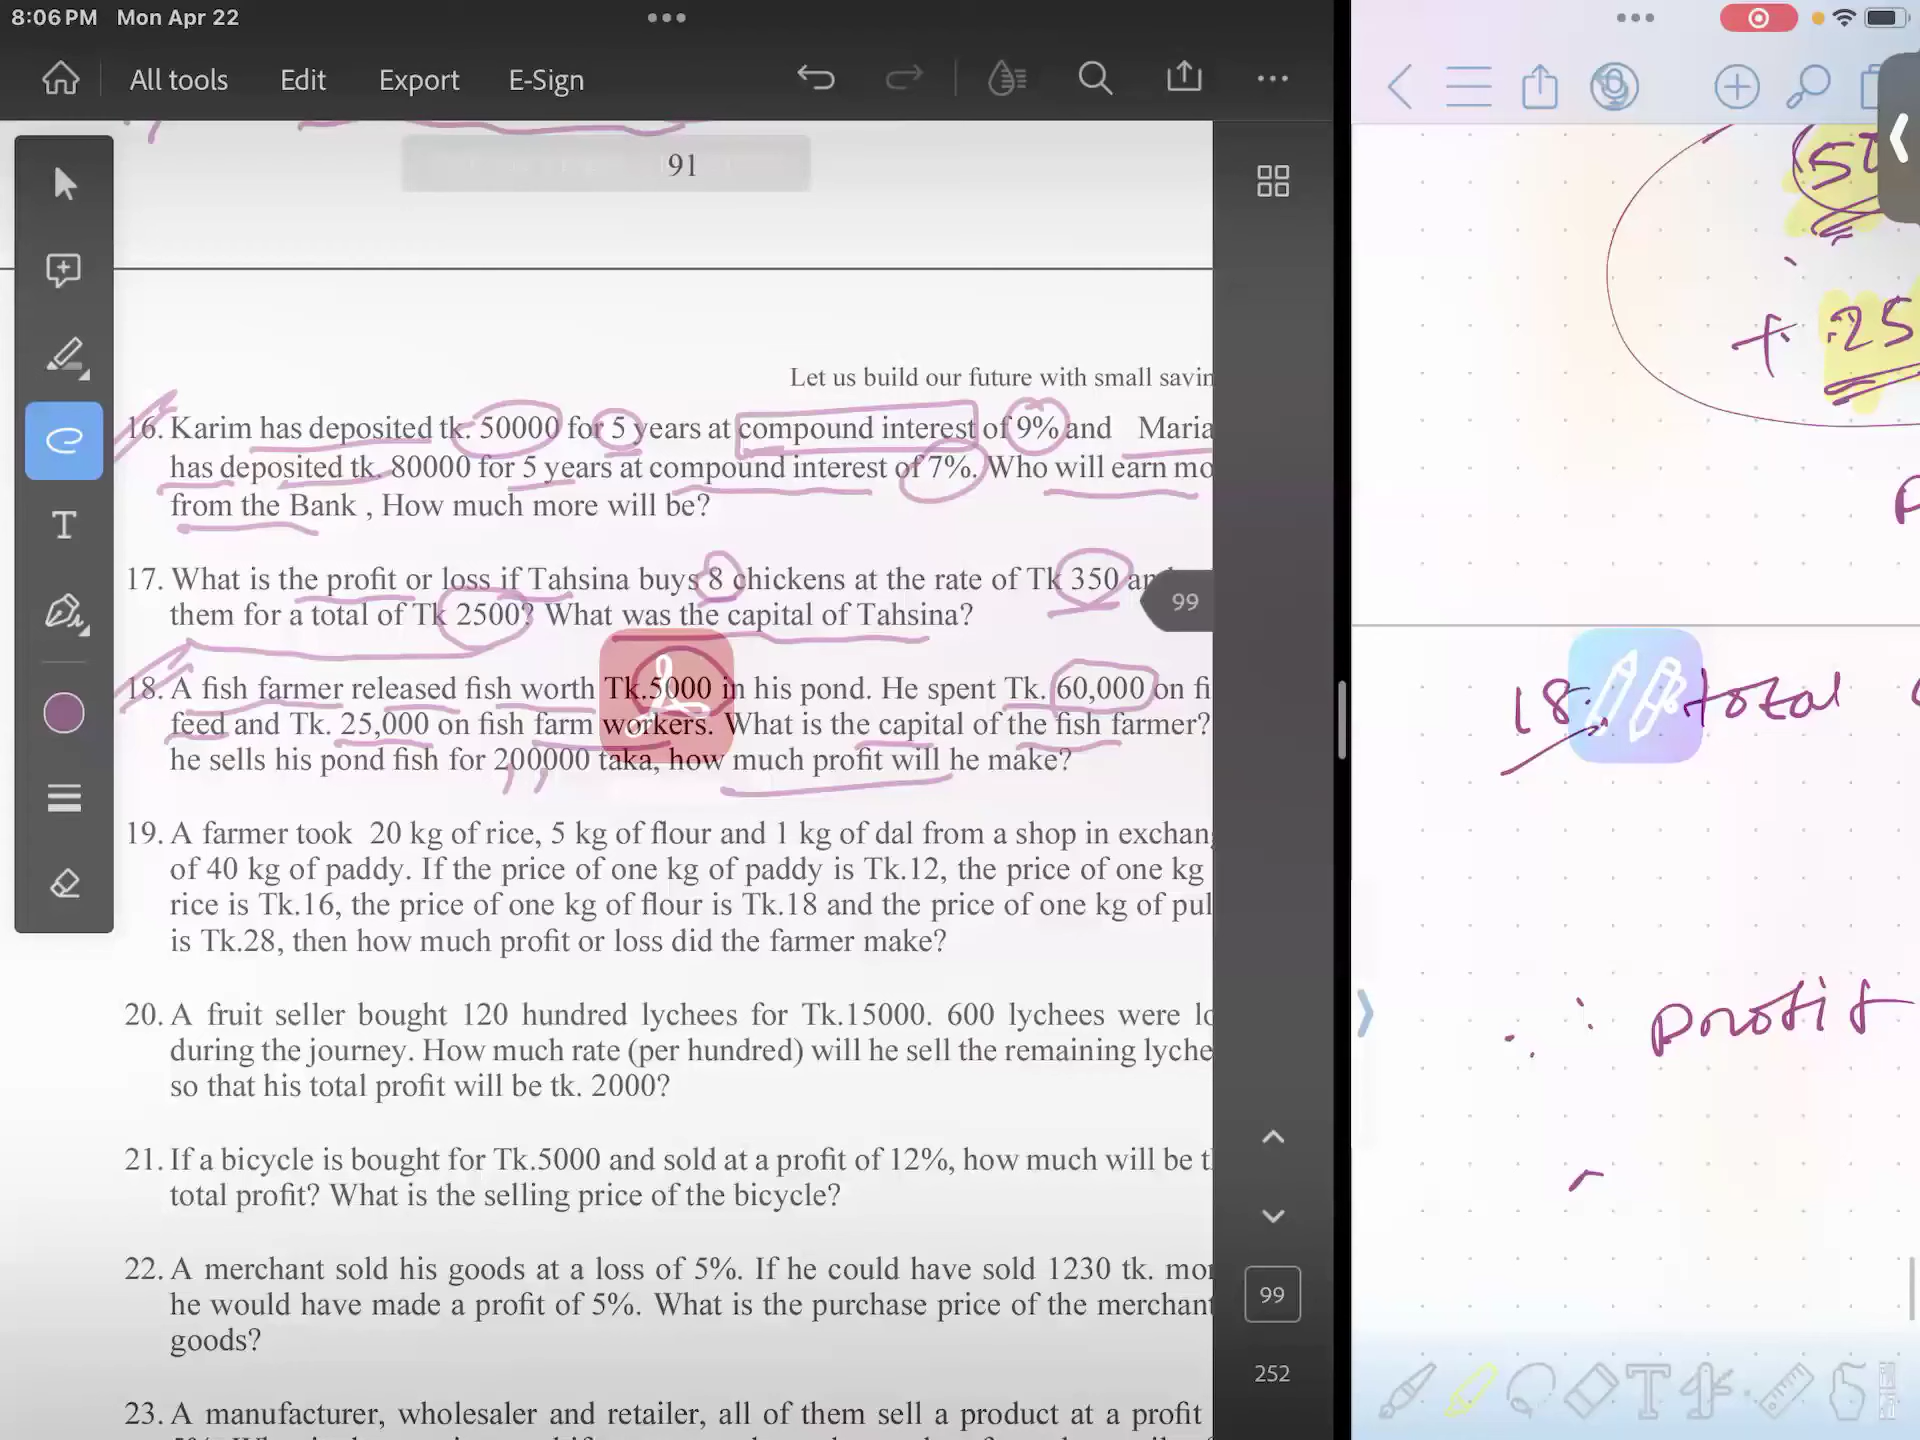 8:06 PM Mon Apr 22
All tools Edit Export E-Sign
91
Let us build our future with small savin
16. Karim has deposited tk. 50000 for 5 years at compound interest of 9% and Maria
has deposited tk. 80000 for 5 years at compound interest of 7%. Who will earn mo
from the Bank , How much more will be?
17. What is the profit or loss if Tahsina buys 8 chickens at the rate of Tk 350 an
them for a total of Tk 2500? What was the capital of Tahsina?
99
18. A fish farmer released fish worth Tk.5000 in his pond. He spent Tk. 60,000 on fi
feed and Tk. 25,000 on fish farm workers. What is the capital of the fish farmer?
he sells his pond fish for 200000 taka, how much profit will he make?
19. A farmer took 20 kg of rice, 5 kg of flour and 1 kg of dal from a shop in exchan
of 40 kg of paddy. If the price of one kg of paddy is Tk.12, the price of one kg
rice is Tk.16, the price of one kg of flour is Tk.18 and the price of one kg of pul
is Tk.28, then how much profit or loss did the farmer make?
20. A fruit seller bought 120 hundred lychees for Tk.15000. 600 lychees were lo
during the journey. How much rate (per hundred) will he sell the remaining lyche
so that his total profit will be tk. 2000?
21. If a bicycle is bought for Tk.5000 and sold at a profit of 12%, how much will be t
total profit? What is the selling price of the bicycle?
22. A merchant sold his goods at a loss of 5%. If he could have sold 1230 tk. mor
he would have made a profit of 5%. What is the purchase price of the merchant
goods?
23. A manufacturer, wholesaler and retailer, all of them sell a product at a profit
99
252
50
+ 25
18. total
∴ profit